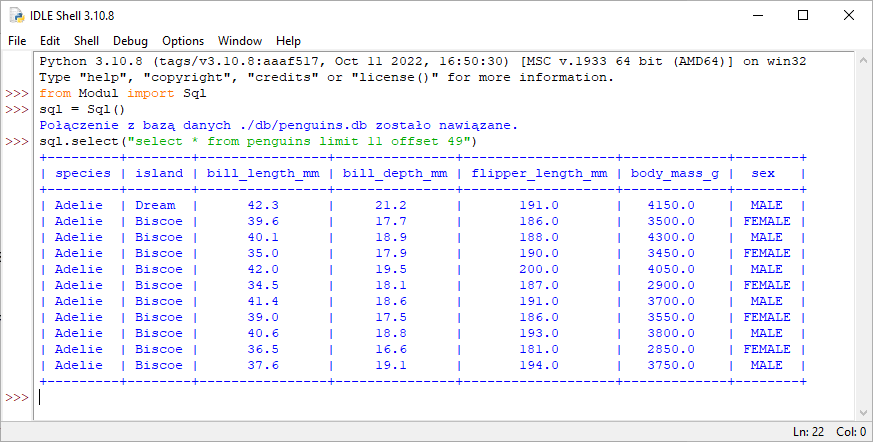 IDLE Shell 3.10.8
File Edit Shell Debug Options Window Help
Python 3.10.8 (tags/v3.10.8:aaaf517, Oct 11 2022, 16:50:30) [MSC v.1933 64 bit (AMD64)] on win32
Type "help", "copyright", "credits" or "license()" for more information.
>>> from Modul import Sql
>>> sql = Sql()
Połączenie z bazą danych ./db/penguins.db zostało nawiązane.
>>> sql.select("select * from penguins limit 11 offset 49")
+---------+--------+----------------+---------------+-------------------+-------------+--------+
| species | island | bill_length_mm | bill_depth_mm | flipper_length_mm | body_mass_g |  sex   |
+---------+--------+----------------+---------------+-------------------+-------------+--------+
| Adelie  | Dream  |      42.3      |      21.2     |       191.0       |    4150.0   |  MALE  |
| Adelie  | Biscoe |      39.6      |      17.7     |       186.0       |    3500.0   | FEMALE |
| Adelie  | Biscoe |      40.1      |      18.9     |       188.0       |    4300.0   |  MALE  |
| Adelie  | Biscoe |      35.0      |      17.9     |       190.0       |    3450.0   | FEMALE |
| Adelie  | Biscoe |      42.0      |      19.5     |       200.0       |    4050.0   |  MALE  |
| Adelie  | Biscoe |      34.5      |      18.1     |       187.0       |    2900.0   | FEMALE |
| Adelie  | Biscoe |      41.4      |      18.6     |       191.0       |    3700.0   |  MALE  |
| Adelie  | Biscoe |      39.0      |      17.5     |       186.0       |    3550.0   | FEMALE |
| Adelie  | Biscoe |      40.6      |      18.8     |       193.0       |    3800.0   |  MALE  |
| Adelie  | Biscoe |      36.5      |      16.6     |       181.0       |    2850.0   | FEMALE |
| Adelie  | Biscoe |      37.6      |      19.1     |       194.0       |    3750.0   |  MALE  |
+---------+--------+----------------+---------------+-------------------+-------------+--------+
>>>
Ln: 22 Col: 0